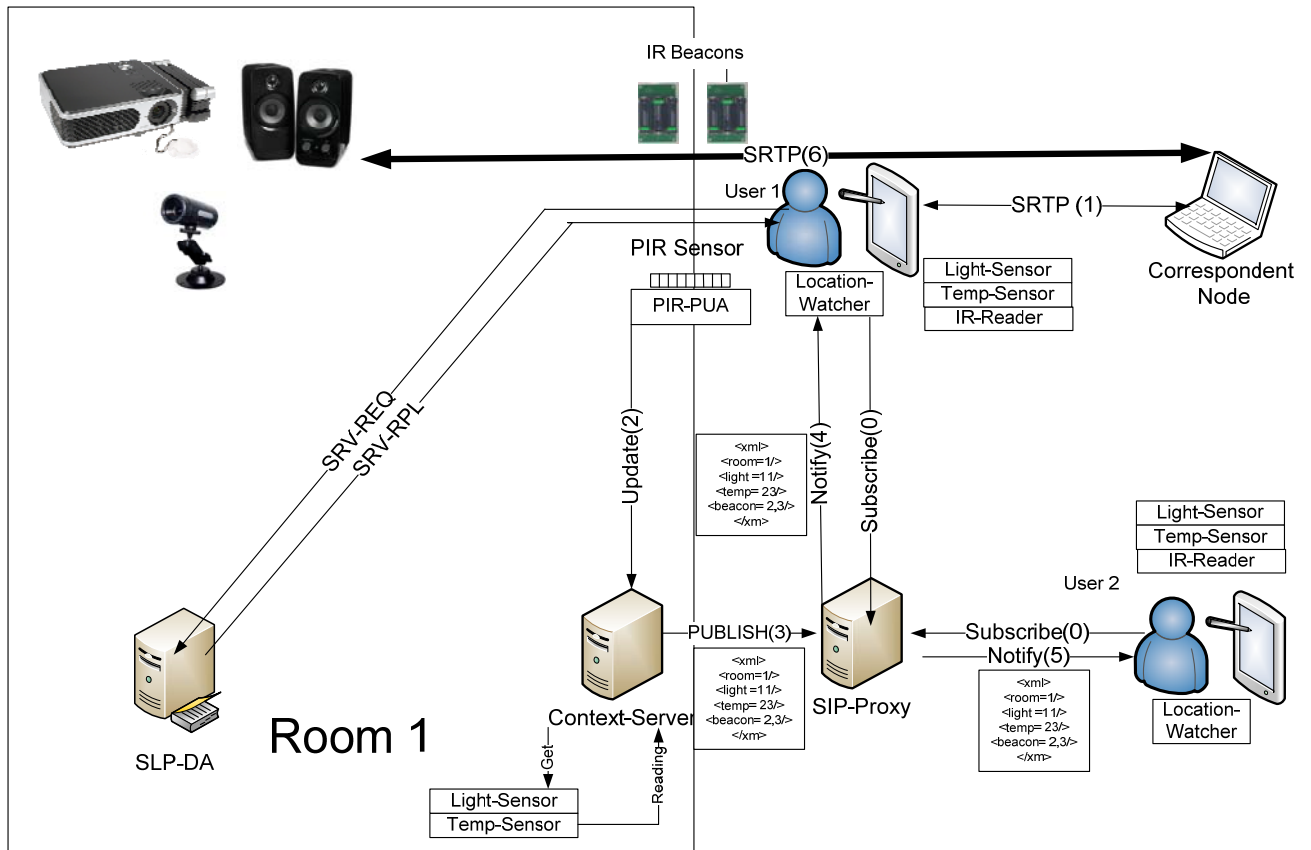 IR Beacons
SRTP(6)
User 1
SRTP (1)
PIR Sensor
PIR-PUA
Location-
Watcher
Light-Sensor
Temp-Sensor
IR-Reader
Correspondent
Node
SRV-REQ
SRV-RPL
Update(2)
Notify(4)
Subscribe(0)
<xml>
<room=1/>
<light =11/>
<temp= 23/>
<beacon= 2,3/>
</xm>
Light-Sensor
Temp-Sensor
IR-Reader
User 2
PUBLISH(3)
<xml>
<room=1/>
<light =11/>
<temp= 23/>
<beacon= 2,3/>
</xm>
Subscribe(0)
Notify(5)
<xml>
<room=1/>
<light =11/>
<temp= 23/>
<beacon= 2,3/>
</xm>
Location-
Watcher
SIP-Proxy
Context-Server
SLP-DA
Room 1
Get
Reading
Light-Sensor
Temp-Sensor